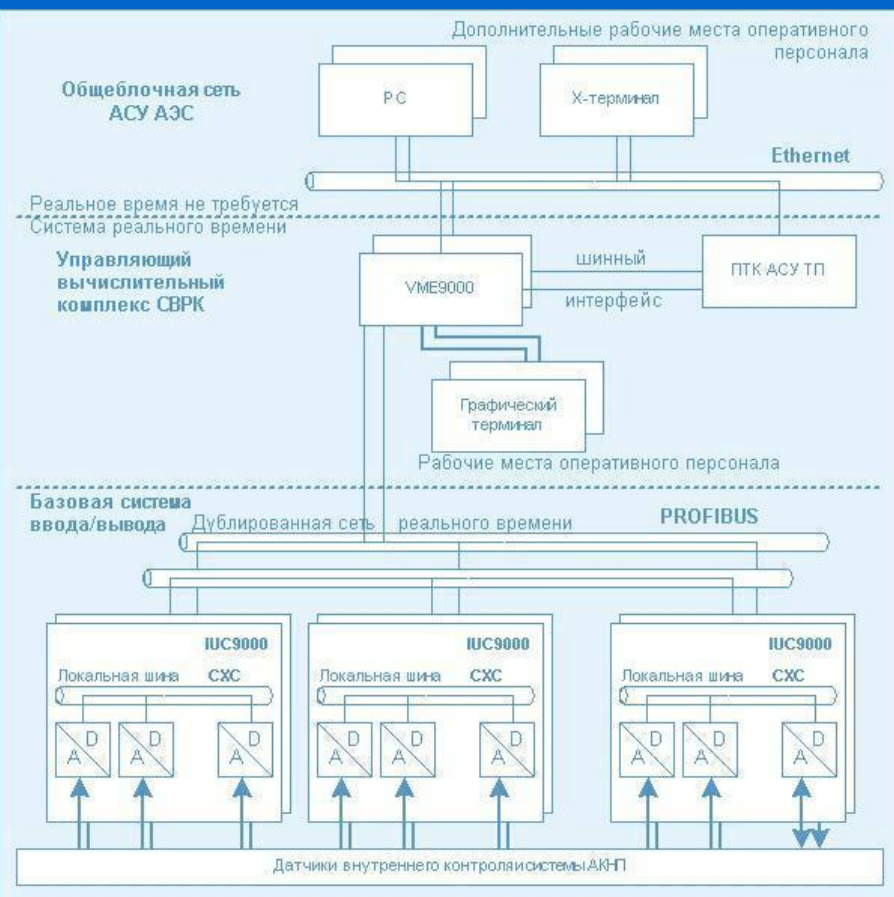 Дополнительные рабочие места оперативного
персонала
Общеблочная сеть
АСУ АЭС
PC
Х-терминал
Ethernet
Реальное время не требуется
Система реального времени
Управляющий
вычислительный
комплекс СВРК
VME9000
шинный
интерфейс
ПТК АСУ ТП
Графический
терминал
Рабочие места оперативного персонала
Базовая система
ввода/вывода
Дублированная сеть реального времени
PROFIBUS
IUC9000
Локальная шина CXC
A D
A D
A D
IUC9000
Локальная шина CXC
A D
A D
A D
IUC9000
Локальная шина CXC
A D
A D
A D
Датчики внутреннего контроля и системы АКНП